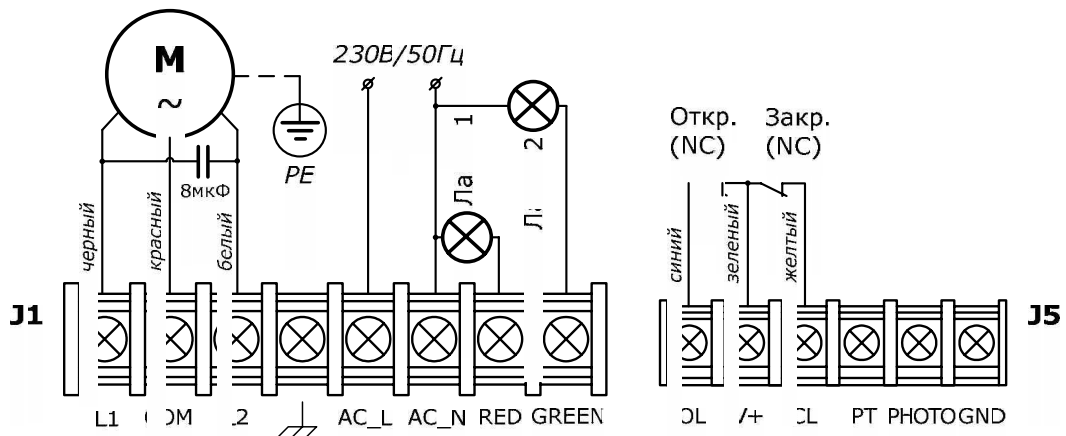 M
~
230В/50Гц
PE
8мкФ
черный
красный
белый
1
2
Ла
J1
L1
AC_L
AC_N
RED
GREEN
Откр.
(NC)
Закр.
(NC)
синий
зеленый
желтый
J5
PT
PHOTO
GND